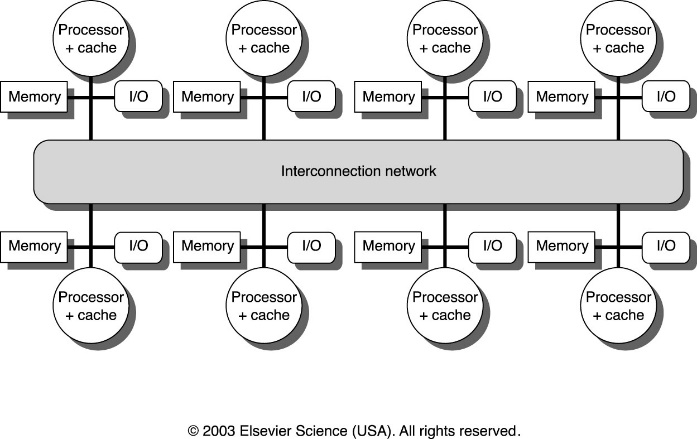 Processor
+ cache
Processor
+ cache
Processor
+ cache
Processor
+ cache
Memory
I/O
Memory
I/O
Memory
I/O
Memory
I/O
Interconnection network
Memory
I/O
Memory
I/O
Memory
I/O
Memory
I/O
Processor
+ cache
Processor
+ cache
Processor
+ cache
Processor
+ cache
© 2003 Elsevier Science (USA). All rights reserved.